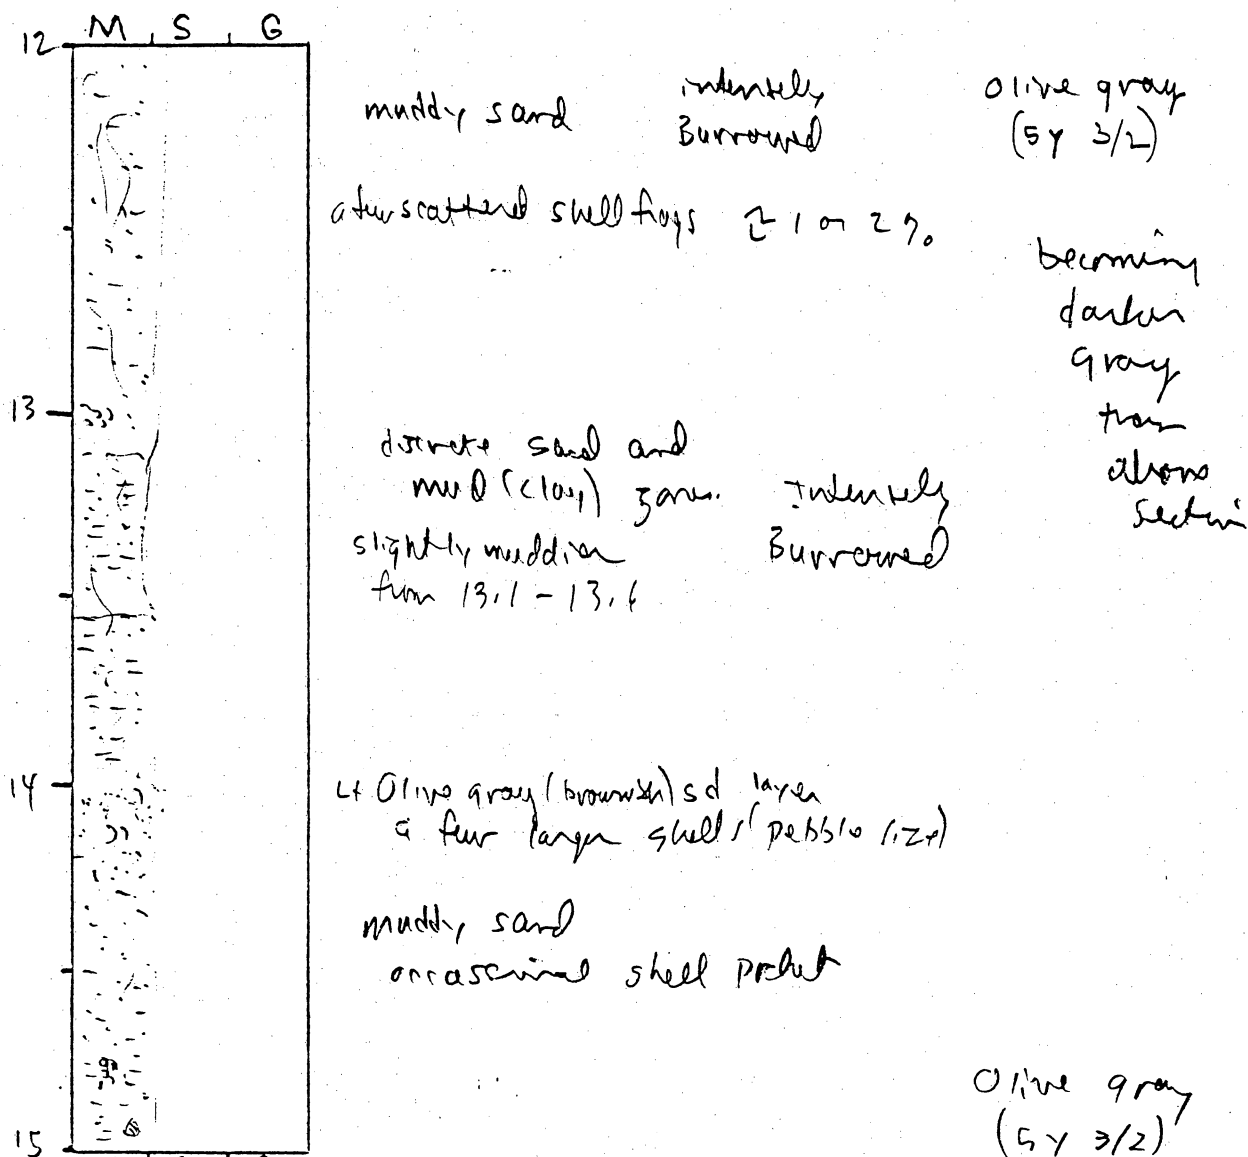 M S G
12
muddy sand intensely Olive gray
Burrowed (5Y 3/2)
a few scattered shell frags ≈ 1 or 2 %
becoming
darker
gray
from
above
section
13
discrete sand and
mud (clay) zones. Intensely
slightly muddier Burrowed
from 13.1 - 13.6
14
Lt Olive gray (brownish) sd layer
a few larger shells (pebble size)
muddy sand
occassional shell pocket
Olive gray
(5Y 3/2)
15